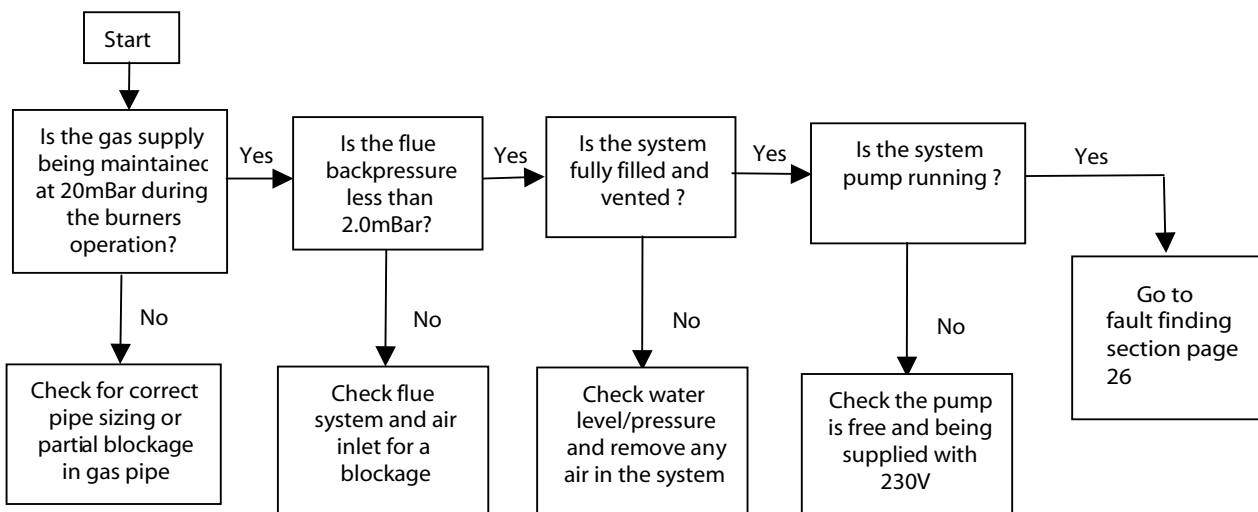 Start
Is the gas supply
being maintained
at 20mBar during
the burners
operation?
Yes
Is the flue
backpressure
less than
2.0mBar?
Yes
Is the system
fully filled and
vented ?
Yes
Is the system
pump running ?
Yes
No
No
No
No
Check for correct
pipe sizing or
partial blockage
in gas pipe
Check flue
system and air
inlet for a
blockage
Check water
level/pressure
and remove any
air in the system
Check the pump
is free and being
supplied with
230V
Go to
fault finding
section page
26